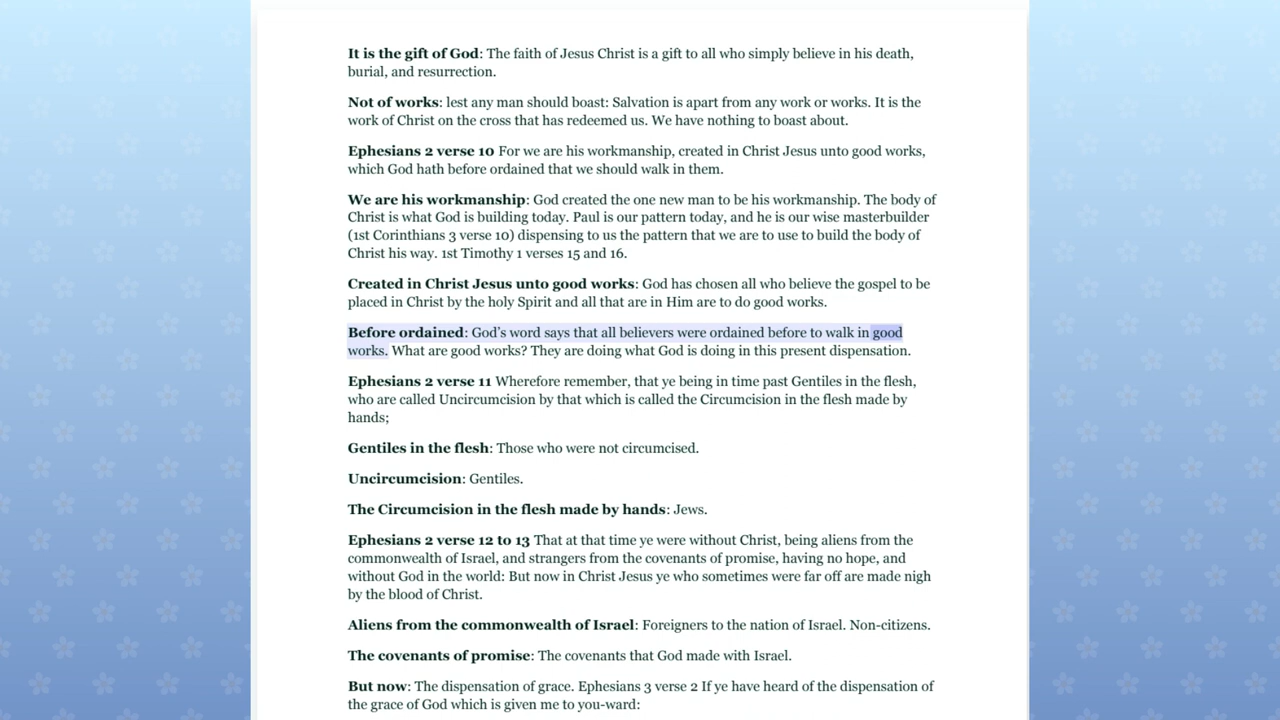 It is the gift of God: The faith of Jesus Christ is a gift to all who simply believe in his death,
burial, and resurrection.
Not of works: lest any man should boast: Salvation is apart from any work or works. It is the
work of Christ on the cross that has redeemed us. We have nothing to boast about.
Ephesians 2 verse 10 For we are his workmanship, created in Christ Jesus unto good works,
which God hath before ordained that we should walk in them.
We are his workmanship: God created the one new man to be his workmanship. The body of
Christ is what God is building today. Paul is our pattern today, and he is our wise masterbuilder
(1st Corinthians 3 verse 10) dispensing to us the pattern that we are to use to build the body of
Christ his way. 1st Timothy 1 verses 15 and 16.
Created in Christ Jesus unto good works: God has chosen all who believe the gospel to be
placed in Christ by the holy Spirit and all that are in Him are to do good works.
Before ordained: God’s word says that all believers were ordained before to walk in good
works. What are good works? They are doing what God is doing in this present dispensation.
Ephesians 2 verse 11 Wherefore remember, that ye being in time past Gentiles in the flesh,
who are called Uncircumcision by that which is called the Circumcision in the flesh made by
hands;
Gentiles in the flesh: Those who were not circumcised.
Uncircumcision: Gentiles.
The Circumcision in the flesh made by hands: Jews.
Ephesians 2 verse 12 to 13 That at that time ye were without Christ, being aliens from the
commonwealth of Israel, and strangers from the covenants of promise, having no hope, and
without God in the world: But now in Christ Jesus ye who sometimes were far off are made nigh
by the blood of Christ.
Aliens from the commonwealth of Israel: Foreigners to the nation of Israel. Non-citizens.
The covenants of promise: The covenants that God made with Israel.
But now: The dispensation of grace. Ephesians 3 verse 2 If ye have heard of the dispensation of
the grace of God which is given me to you-ward: